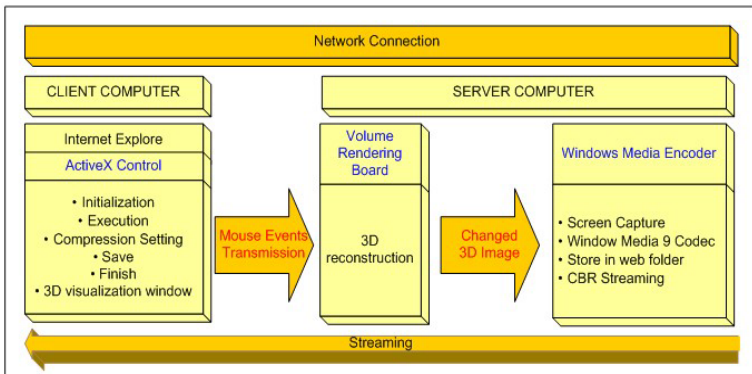 Network Connection
CLIENT COMPUTER
SERVER COMPUTER
Internet Explore
ActiveX Control
• Initialization
• Execution
• Compression Setting
• Save
• Finish
• 3D visualization window
Mouse Events
Transmission
Volume
Rendering
Board
3D
reconstruction
Changed
3D Image
Windows Media Encoder
• Screen Capture
• Window Media 9 Codec
• Store in web folder
• CBR Streaming
Streaming